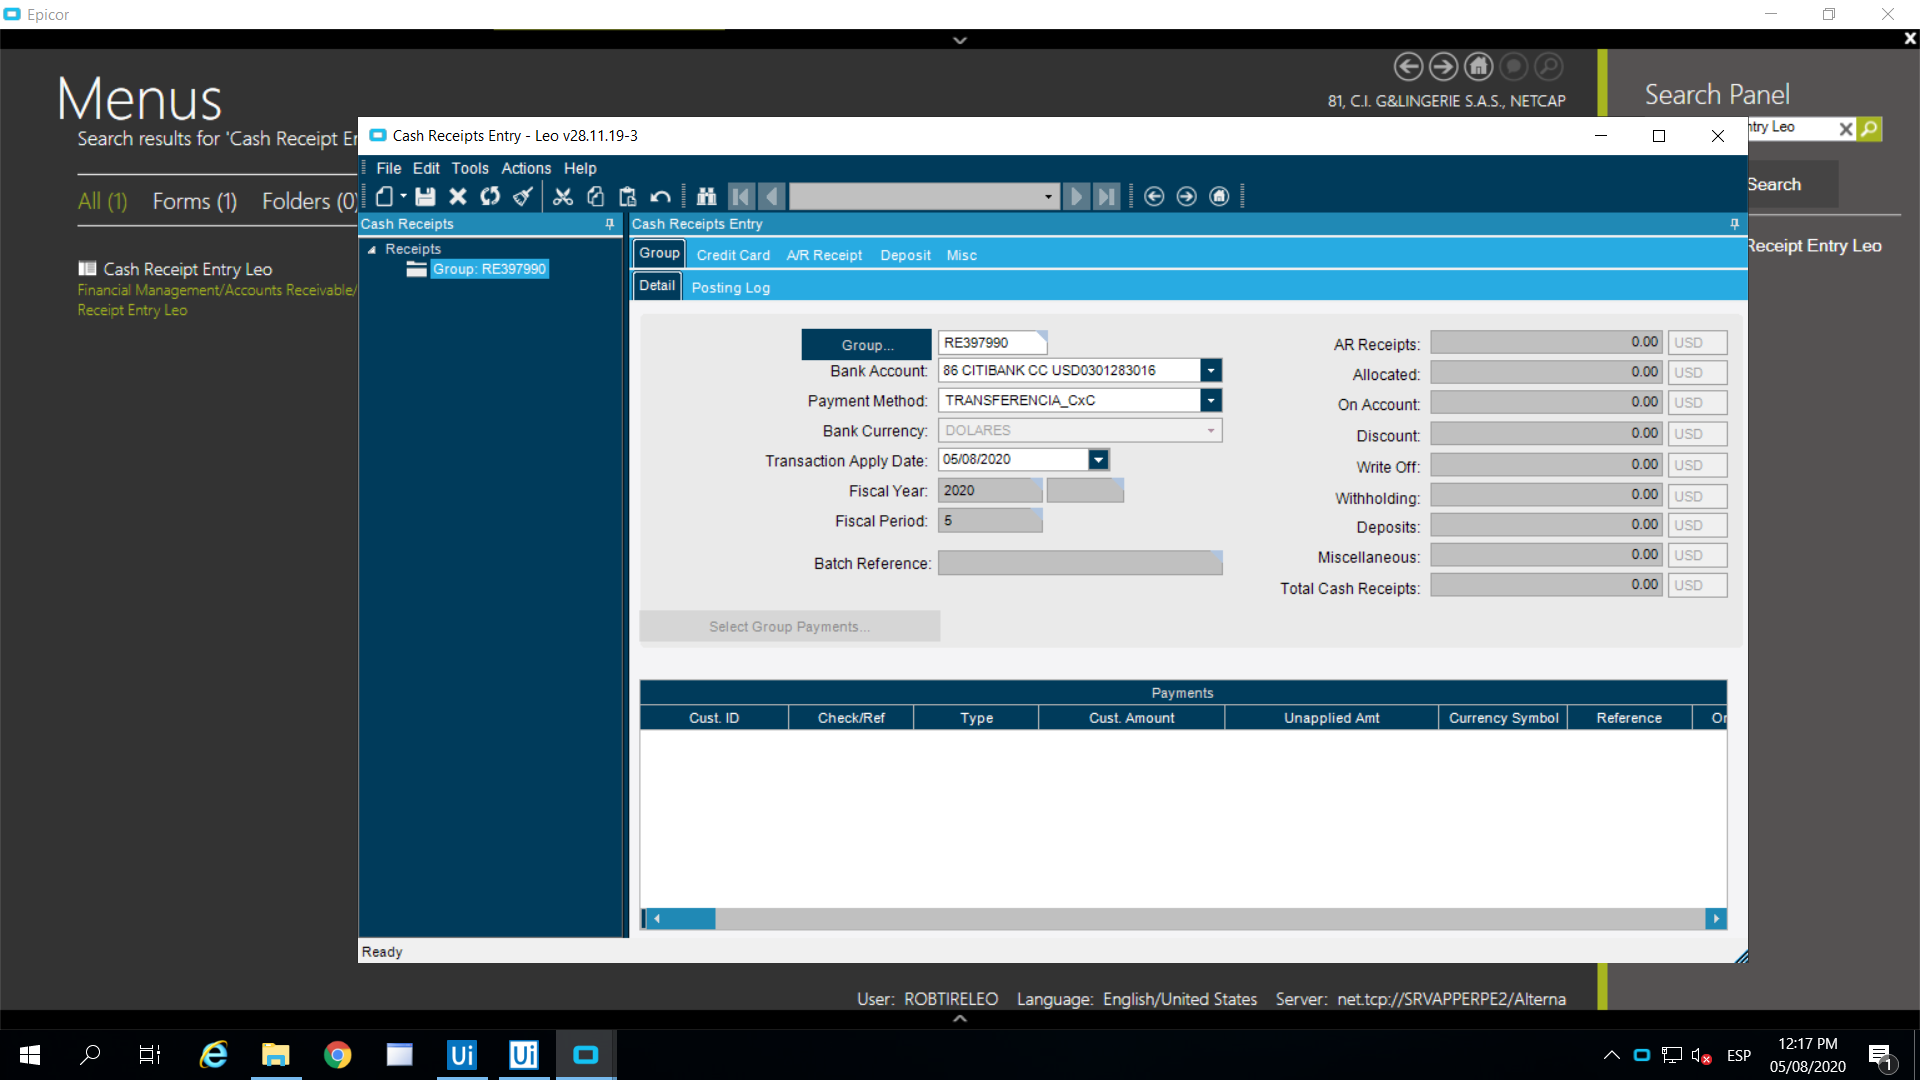 Epicor
Menus
Search results for 'Cash Receipt Er
All (1) Forms (1) Folders (0)
Cash Receipt Entry Leo
Financial Management/Accounts Receivable/
Receipt Entry Leo
81, C.I. G&LINGERIE S.A.S., NETCAP
Search Panel
ntry Leo
Search
Receipt Entry Leo
Cash Receipts Entry - Leo v28.11.19-3
File Edit Tools Actions Help
Cash Receipts
Receipts
Group: RE397990
Cash Receipts Entry
Group Credit Card A/R Receipt Deposit Misc
Detail Posting Log
Group... RE397990
Bank Account: 86 CITIBANK CC USD0301283016
Payment Method: TRANSFERENCIA_CxC
Bank Currency: DOLARES
Transaction Apply Date: 05/08/2020
Fiscal Year: 2020
Fiscal Period: 5
Batch Reference:
Select Group Payments...
AR Receipts: 0.00 USD
Allocated: 0.00 USD
On Account: 0.00 USD
Discount: 0.00 USD
Write Off: 0.00 USD
Withholding: 0.00 USD
Deposits: 0.00 USD
Miscellaneous: 0.00 USD
Total Cash Receipts: 0.00 USD
Payments
Cust. ID Check/Ref Type Cust. Amount Unapplied Amt Currency Symbol Reference Or
Ready
User: ROBTIRELEO Language: English/United States Server: net.tcp://SRVAPPERPE2/Alterna
Ui Ui
ESP
12:17 PM
05/08/2020
1